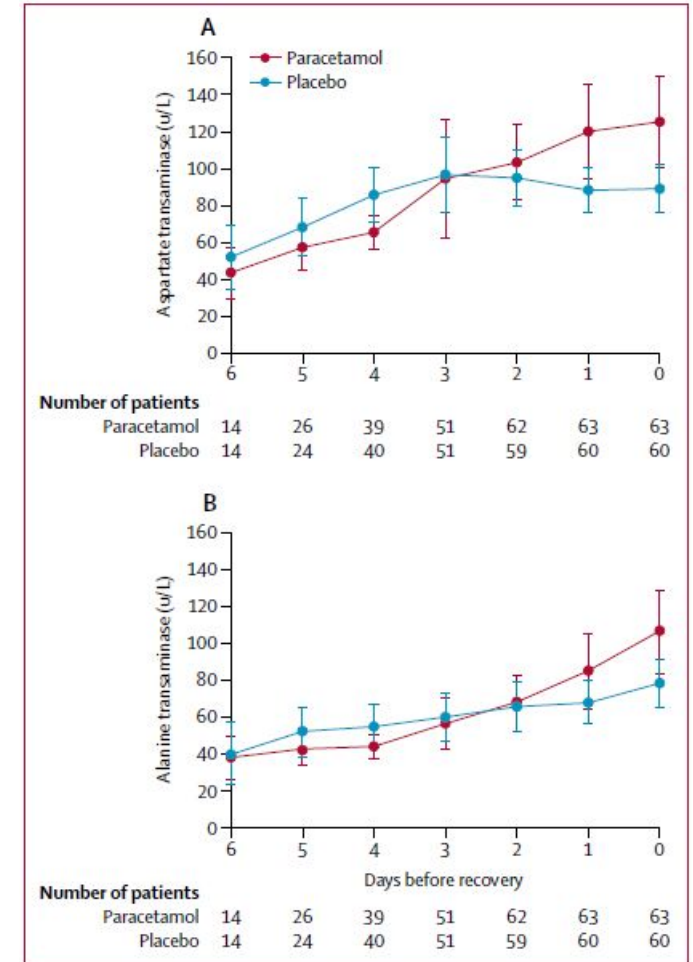 A
Paracetamol
Placebo
Aspartate transaminase (u/L)
160
140
120
100
80
60
40
20
0
6 5 4 3 2 1 0
Number of patients
Paracetamol 14 26 39 51 62 63 63
Placebo 14 24 40 51 59 60 60
B
Alanine transaminase (u/L)
160
140
120
100
80
60
40
20
0
6 5 4 3 2 1 0
Days before recovery
Number of patients
Paracetamol 14 26 39 51 62 63 63
Placebo 14 24 40 51 59 60 60